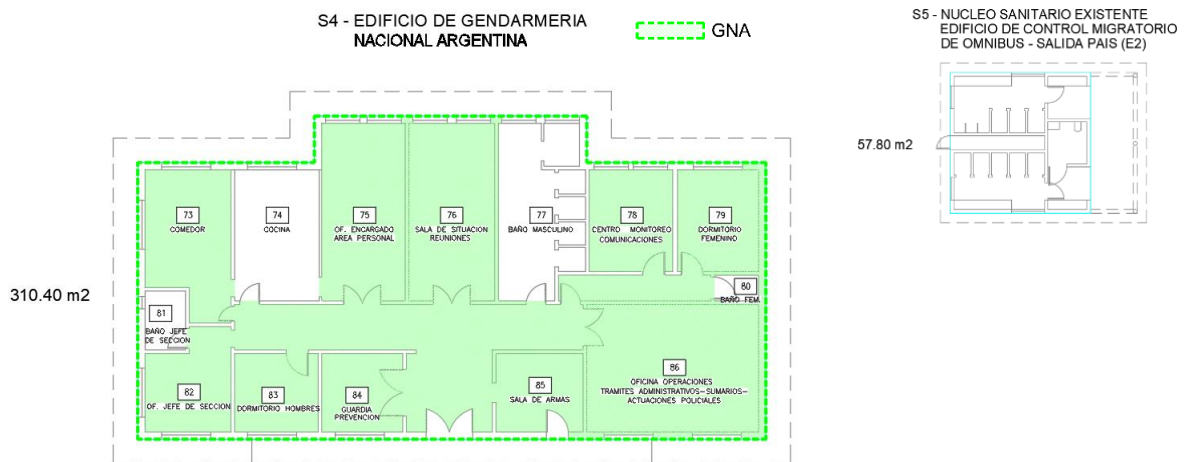 S4 - EDIFICIO DE GENDARMERIA
NACIONAL ARGENTINA
GNA
S5 - NUCLEO SANITARIO EXISTENTE
EDIFICIO DE CONTROL MIGRATORIO
DE OMNIBUS - SALIDA PAIS (E2)
57.80 m2
310.40 m2
73
COMEDOR
74
COCINA
75
OF. ENCARGADO
AREA PERSONAL
76
SALA DE SITUACION
REUNIONES
77
BAÑO MASCULINO
78
CENTRO MONITOREO
COMUNICACIONES
79
DORMITORIO
FEMENINO
80
BAÑO FEM.
81
BAÑO JEFE
DE SECCION
82
OF. JEFE DE SECCION
83
DORMITORIO HOMBRES
84
GUARDIA
PREVENCION
85
SALA DE ARMAS
86
OFICINA OPERACIONES
TRAMITES ADMINISTRATIVOS-SUMARIOS-
ACTUACIONES POLICIALES